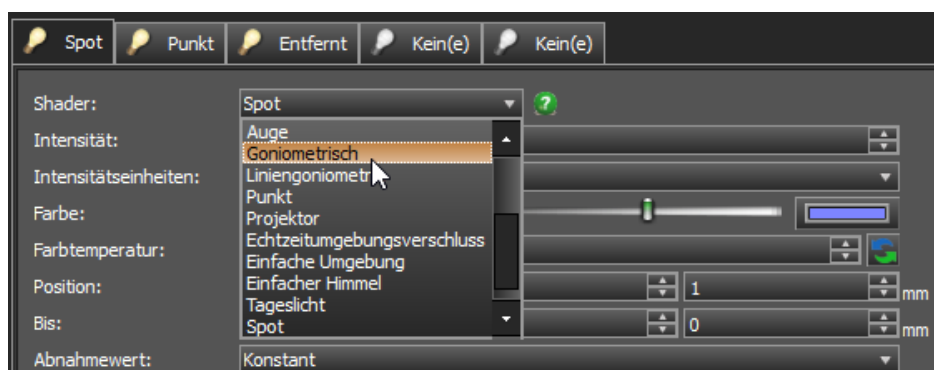 Spot Punkt Entfernt Kein(e) Kein(e)
Shader: Spot
Intensität:
Auge
Goniometrisch
Intensitätseinheiten:
Liniengoniometr
Punkt
Farbe:
Projektor
Echtzeitumgebungsverschluss
Farbtemperatur:
Einfache Umgebung
Position:
Einfacher Himmel
1 mm
Tageslicht
Bis:
Spot
0 mm
Abnahmewert: Konstant